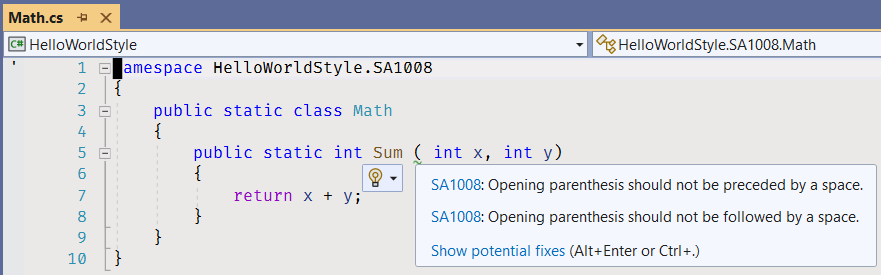 Math.cs
C# HelloWorldStyle
HelloWorldStyle.SA1008.Math
1 amespace HelloWorldStyle.SA1008
2 {
3 public static class Math
4 {
5 public static int Sum ( int x, int y)
6 {
7 return x + y;
8 }
9 }
10 }
SA1008: Opening parenthesis should not be preceded by a space.
SA1008: Opening parenthesis should not be followed by a space.
Show potential fixes (Alt+Enter or Ctrl+.)